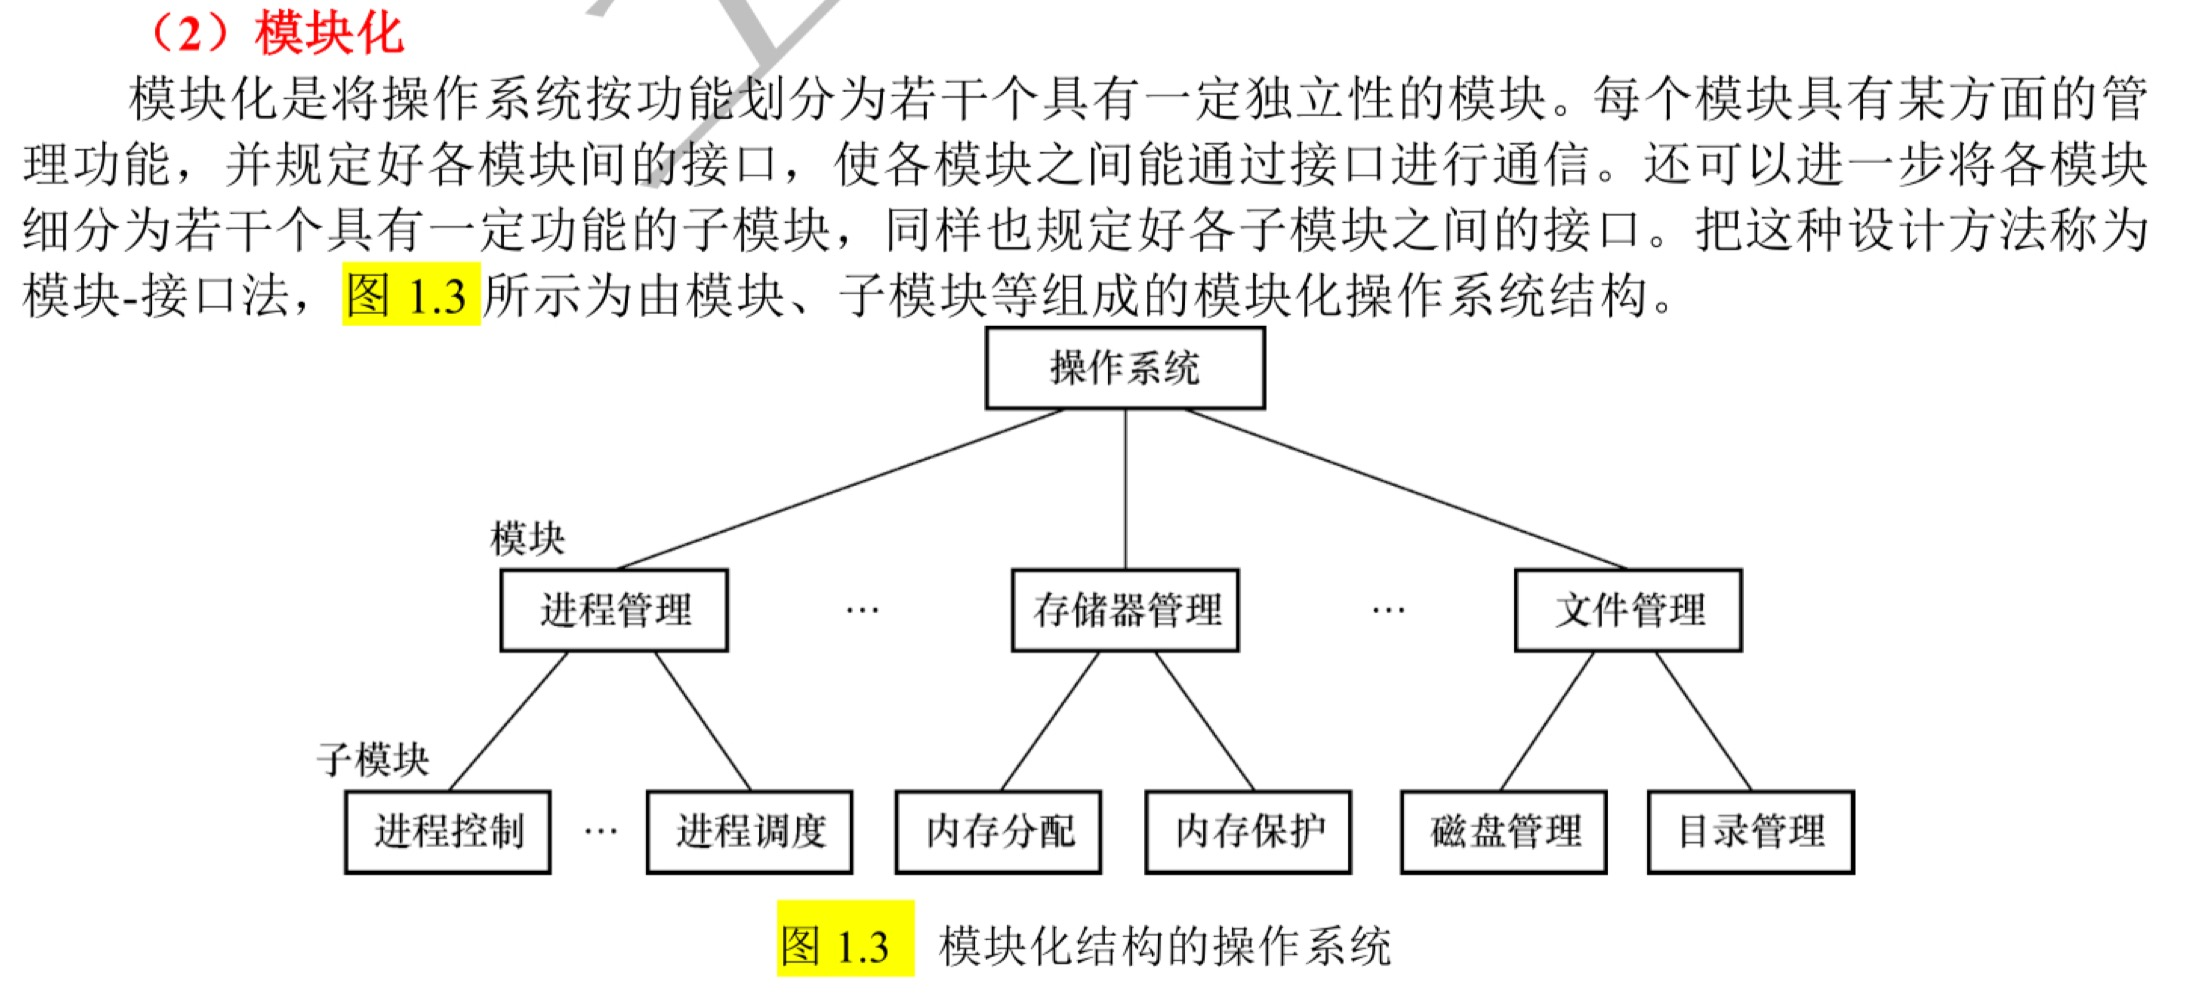 （2）模块化
模块化是将操作系统按功能划分为若干个具有一定独立性的模块。每个模块具有某方面的管
理功能，并规定好各模块间的接口，使各模块之间能通过接口进行通信。还可以进一步将各模块
细分为若干个具有一定功能的子模块，同样也规定好各子模块之间的接口。把这种设计方法称为
模块-接口法，图 1.3 所示为由模块、子模块等组成的模块化操作系统结构。
操作系统
模块
进程管理 … 存储器管理 … 文件管理
子模块
进程控制 … 进程调度 内存分配 内存保护 磁盘管理 目录管理
图 1.3 模块化结构的操作系统